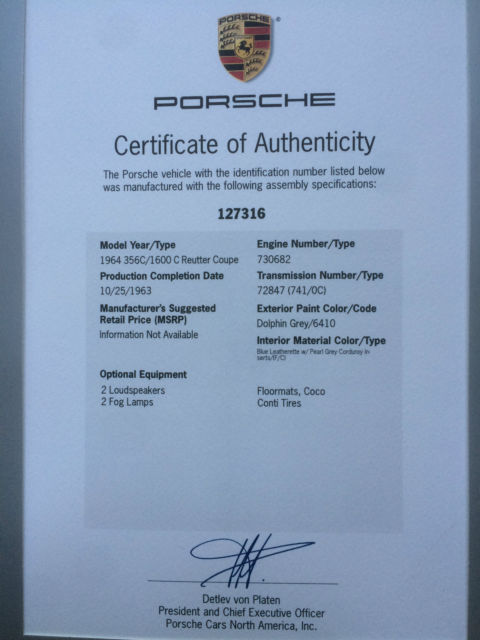 PORSCHE
PORSCHE
Certificate of Authenticity
The Porsche vehicle with the identification number listed below
was manufactured with the following assembly specifications:
127316
Model Year/Type
1964 356C/1600 C Reutter Coupe
Production Completion Date
10/25/1963
Manufacturer's Suggested
Retail Price (MSRP)
Information Not Available
Engine Number/Type
730682
Transmission Number/Type
72847 (741/0C)
Exterior Paint Color/Code
Dolphin Grey/6410
Interior Material Color/Type
Blue Leatherette w/ Pearl Grey Corduroy In
serts/(F/C)
Optional Equipment
2 Loudspeakers
2 Fog Lamps
Floormats, Coco
Conti Tires
Detlev von Platen
President and Chief Executive Officer
Porsche Cars North America, Inc.